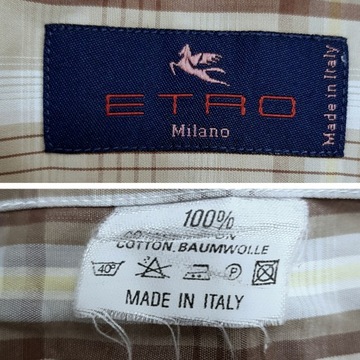 ETRO
Milano
Made in Italy
100%
COTTON.BAUMWOLLE
40°
P
MADE IN ITALY